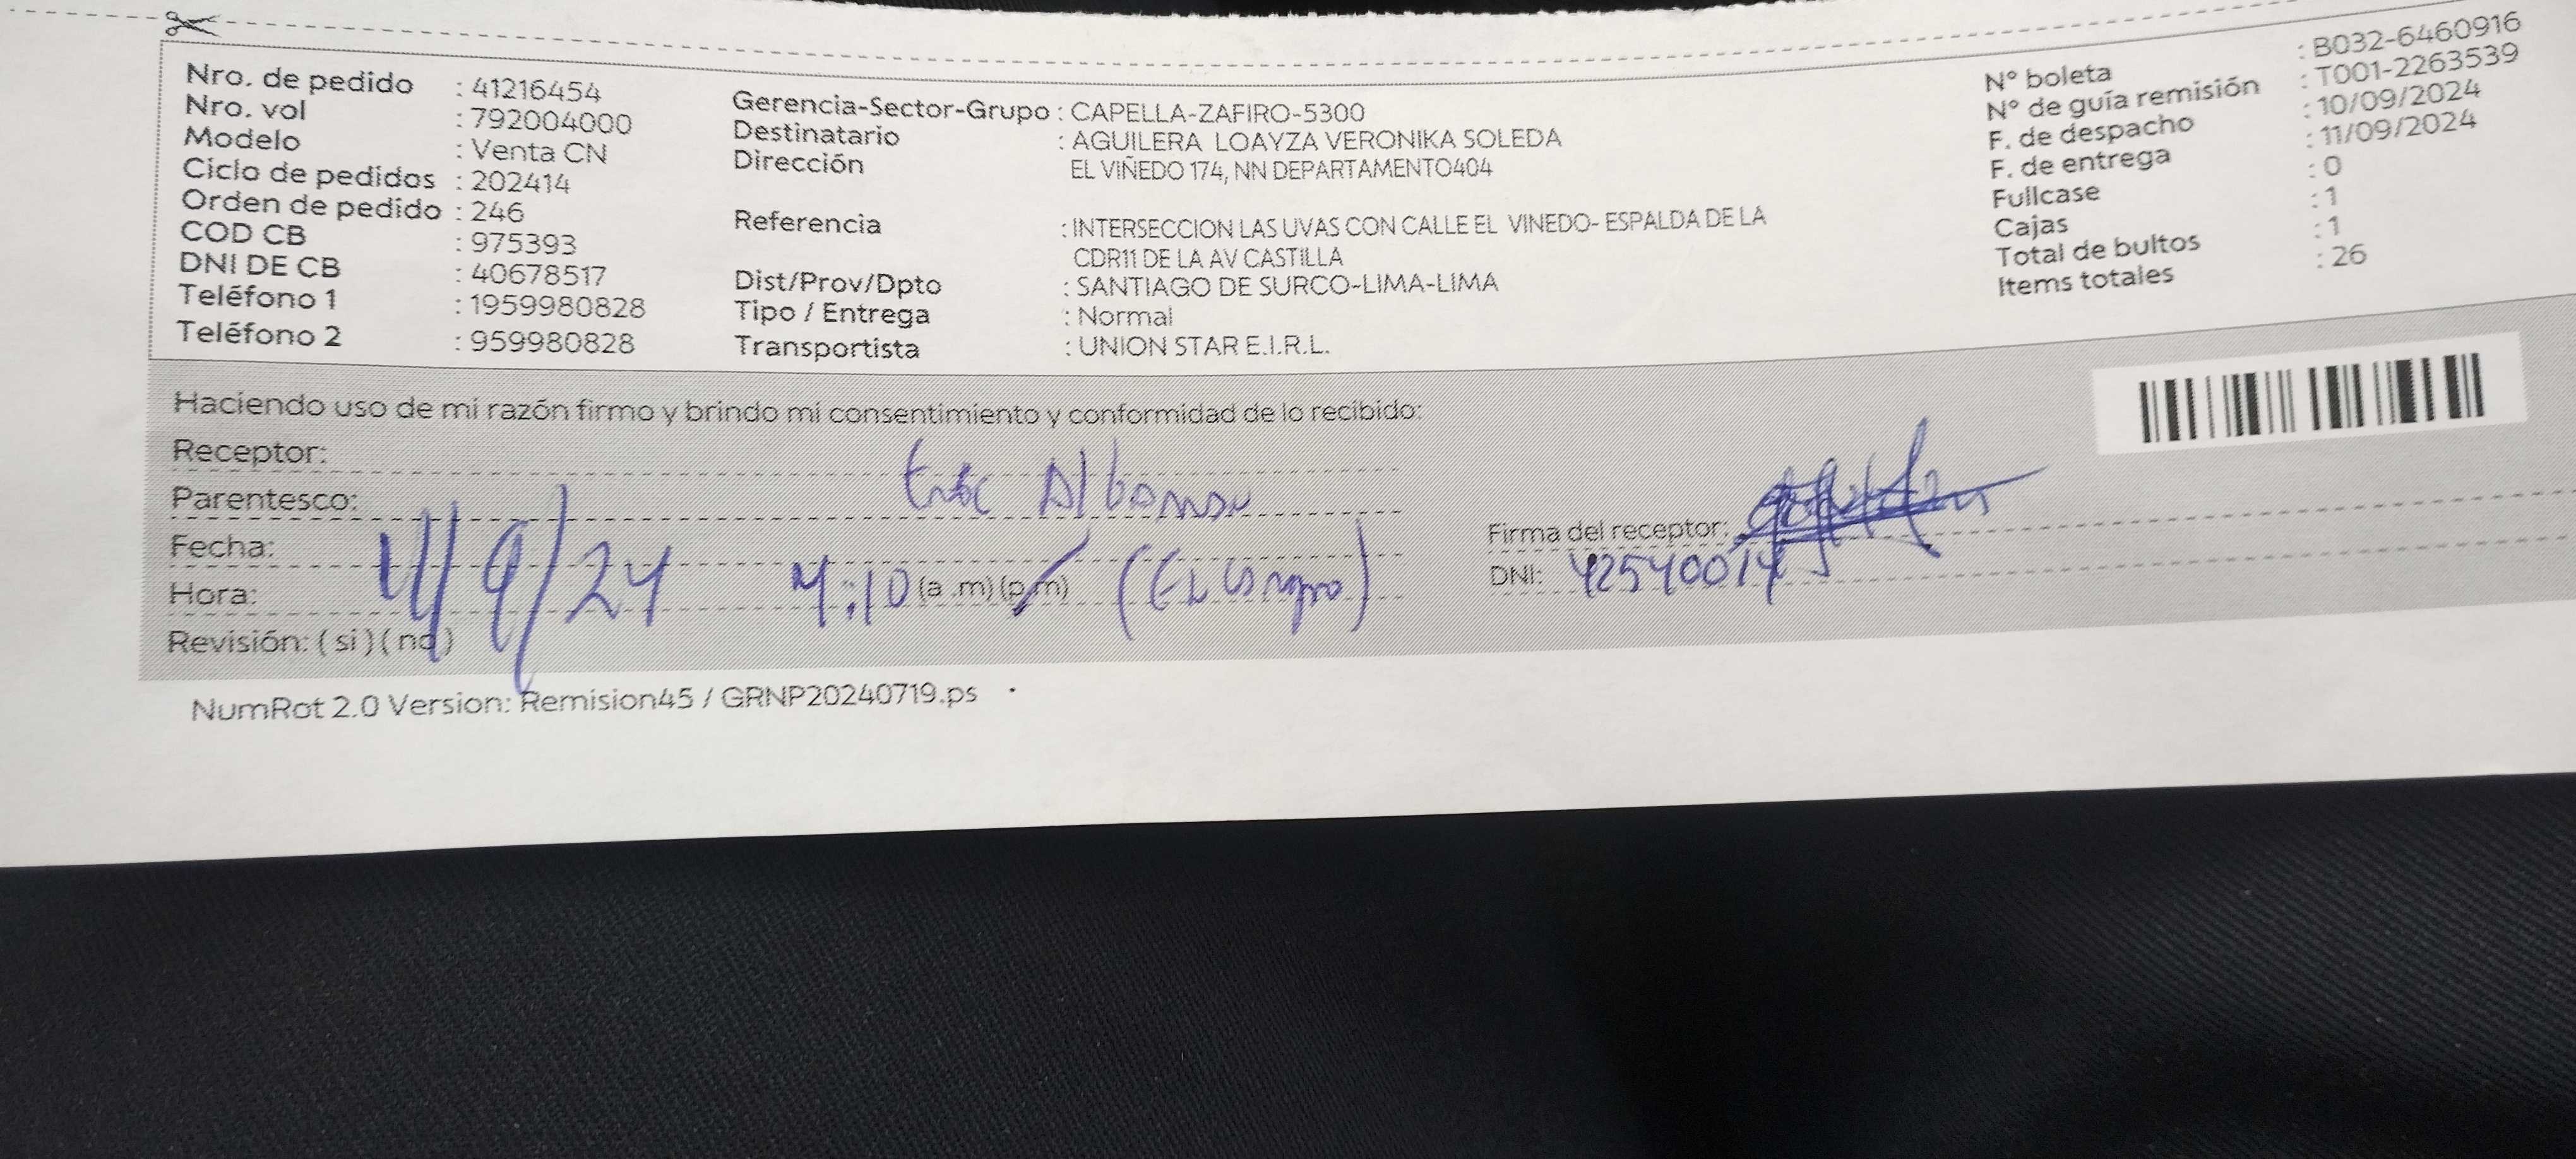 Nro. de pedido : 41216454
Nro. vol : 792004000
Modelo : Venta CN
Ciclo de pedidos : 202414
Orden de pedido : 246
COD CB : 975393
DNI DE CB : 40678517
Teléfono 1 : 1959980828
Teléfono 2 : 959980828
Gerencia-Sector-Grupo : CAPELLA-ZAFIRO-5300
Destinatario : AGUILERA LOAYZA VERONIKA SOLEDA
Dirección EL VIÑEDO 174, NN DEPARTAMENTO404
Referencia : INTERSECCION LAS UVAS CON CALLE EL VINEDO- ESPALDA DE LA
CDR11 DE LA AV CASTILLA
Dist/Prov/Dpto : SANTIAGO DE SURCO-LIMA-LIMA
Tipo / Entrega : Normal
Transportista : UNION STAR E.I.R.L.
N° boleta : B032-6460916
N° de guía remisión : T001-2263539
F. de despacho : 10/09/2024
F. de entrega : 11/09/2024
Fullcase : 0
Cajas : 1
Total de bultos : 1
Items totales : 26
Haciendo uso de mi razón firmo y brindo mi consentimiento y conformidad de lo recibido:
Receptor:
Parentesco:
Fecha: 11/9/24
Hora: 4:10 (a .m) (p.m)
Revisión: ( si ) ( no )
Firma del receptor:
DNI: 42540014
NumRot 2.0 Version: Remision45 / GRNP20240719.ps